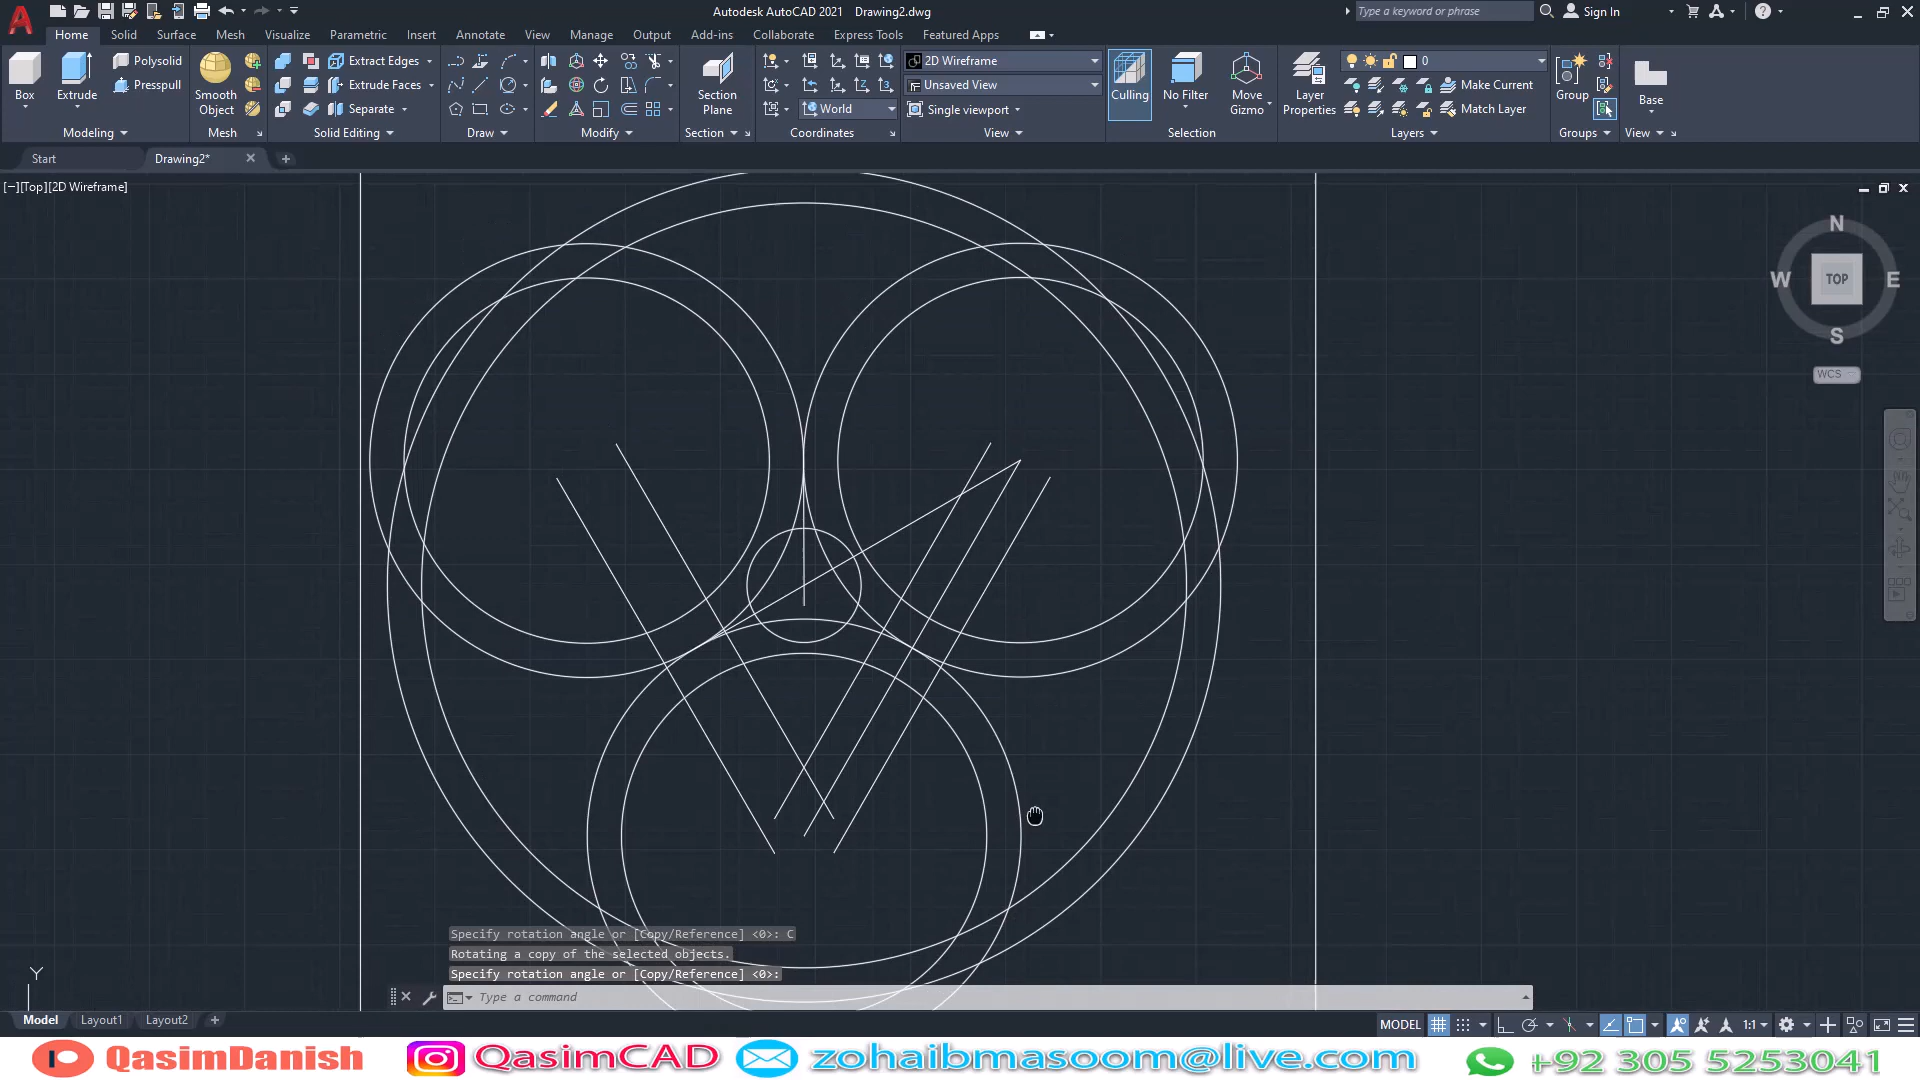 Autodesk AutoCAD 2021 Drawing2.dwg
Type a keyword or phrase
Sign In
Home Solid Surface Mesh Visualize Parametric Insert Annotate View Manage Output Add-ins Collaborate Express Tools Featured Apps
Box
Extrude
Polysolid
Presspull
Modeling
Smooth
Object
Mesh
Extract Edges
Extrude Faces
Separate
Solid Editing
Draw
Modify
Section
Plane
Section
World
Coordinates
2D Wireframe
Unsaved View
Single viewport
View
Culling
No Filter
Move
Gizmo
Selection
Layer
Properties
0
Make Current
Match Layer
Layers
Group
Groups
Base
View
Start Drawing2*
[−][Top][2D Wireframe]
N
W TOP E
S
WCS
Y
Specify rotation angle or [Copy/Reference] <0>: C
Rotating a copy of the selected objects.
Specify rotation angle or [Copy/Reference] <0>:
Type a command
Model Layout1 Layout2
MODEL 1:1
QasimDanish QasimCAD zohaibmasoom@live.com +92 305 5253041